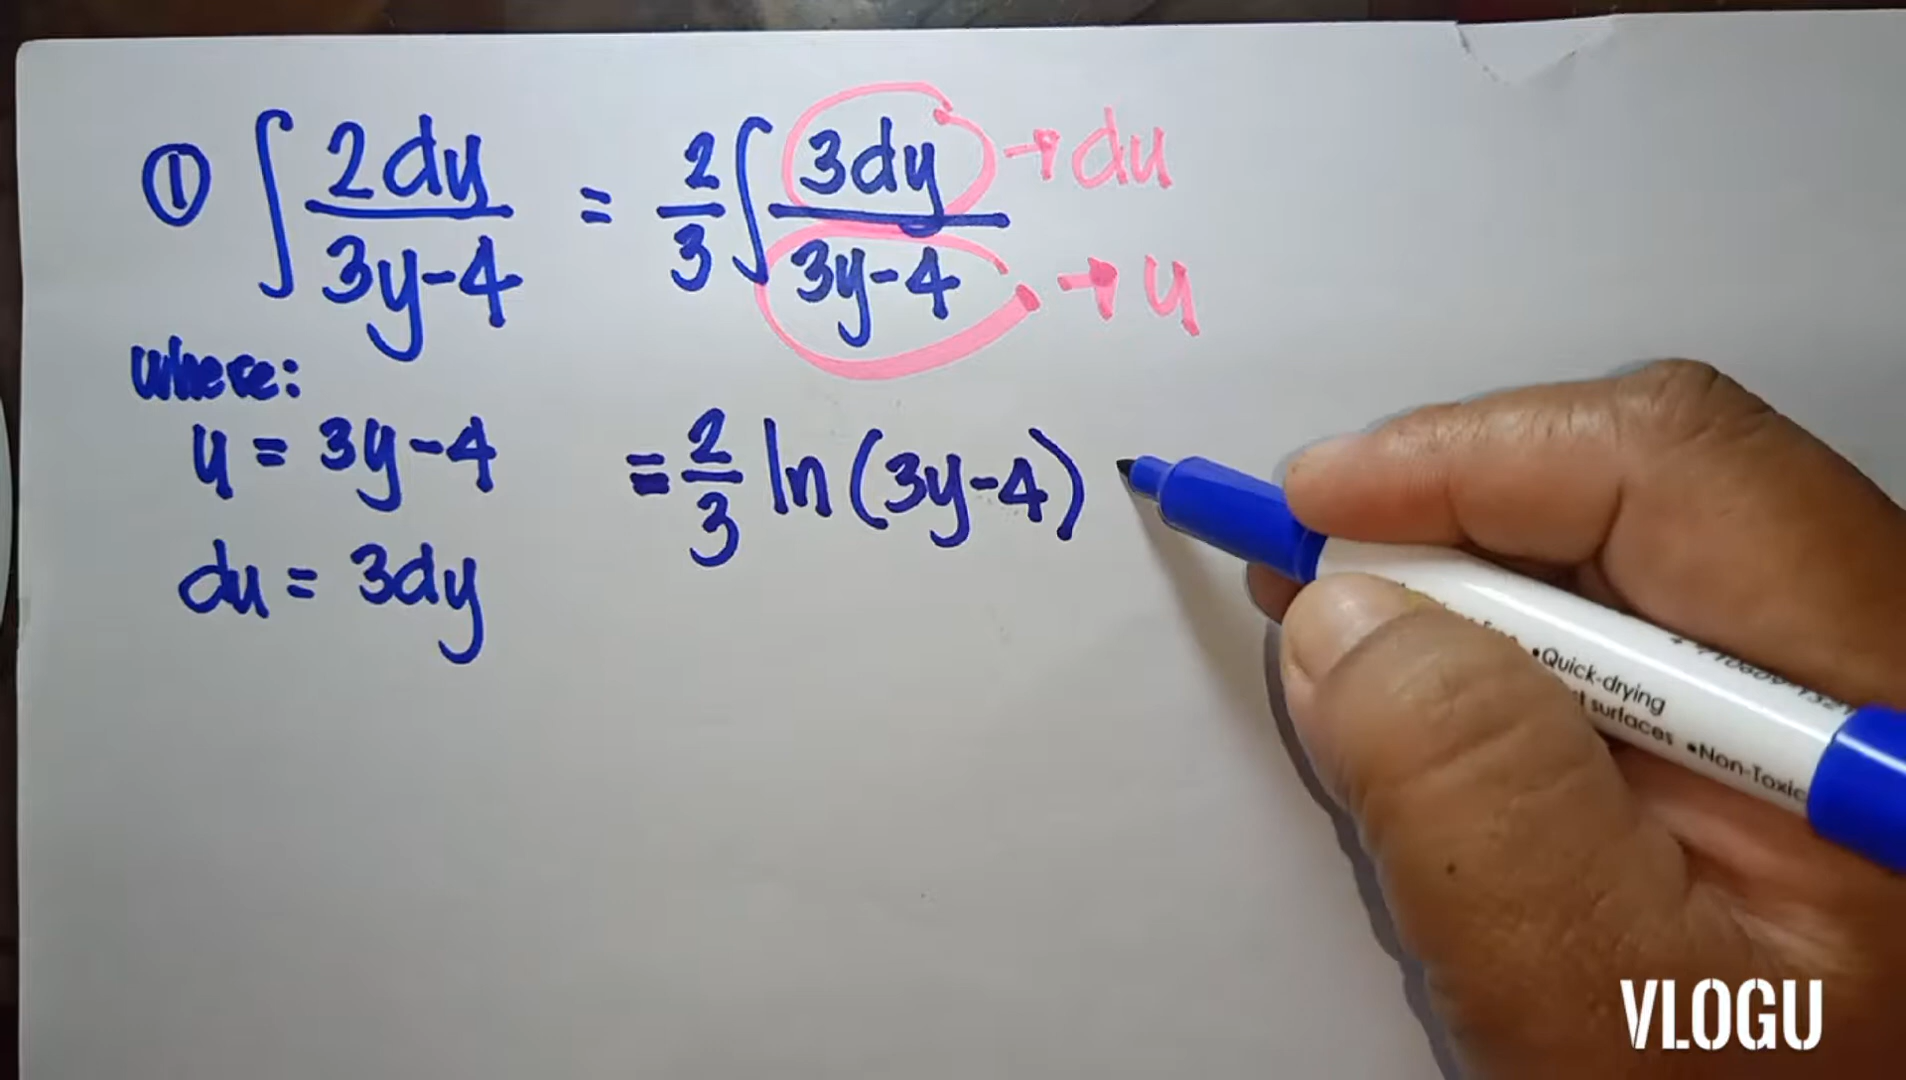 ① ∫ 2dy / 3y-4 = 2/3 ∫ 3dy / 3y-4 → du → u
where:
u = 3y-4
= 2/3 ln (3y-4)
du = 3dy
•Quick-drying
surfaces •Non-Toxic
VLOGU